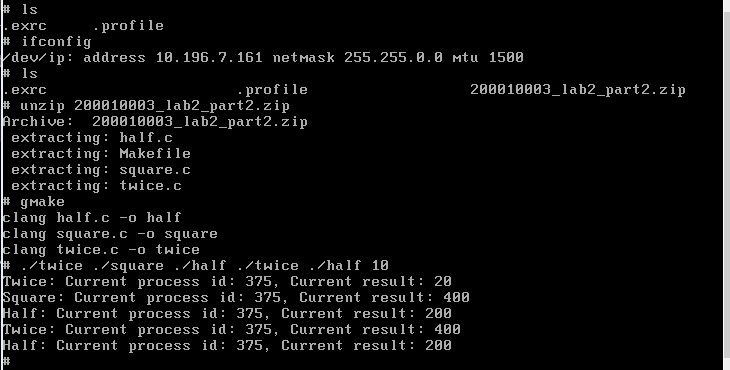 # ls
.exrc .profile
# ifconfig
/dev/ip: address 10.196.7.161 netmask 255.255.0.0 mtu 1500
# ls
.exrc .profile 200010003_lab2_part2.zip
# unzip 200010003_lab2_part2.zip
Archive: 200010003_lab2_part2.zip
extracting: half.c
extracting: Makefile
extracting: square.c
extracting: twice.c
# gmake
clang half.c -o half
clang square.c -o square
clang twice.c -o twice
# ./twice ./square ./half ./twice ./half 10
Twice: Current process id: 375, Current result: 20
Square: Current process id: 375, Current result: 400
Half: Current process id: 375, Current result: 200
Twice: Current process id: 375, Current result: 400
Half: Current process id: 375, Current result: 200
#